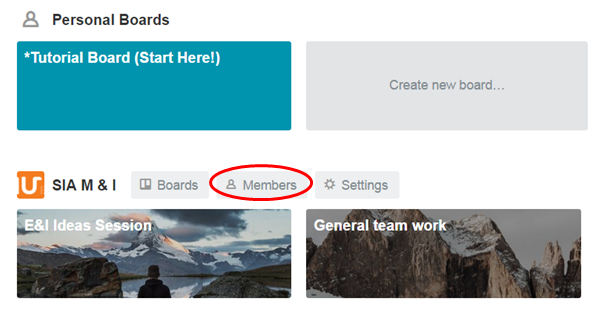 Personal Boards
*Tutorial Board (Start Here!)
Create new board…
SIA M & I
Boards
Members
Settings
E&I Ideas Session
General team work